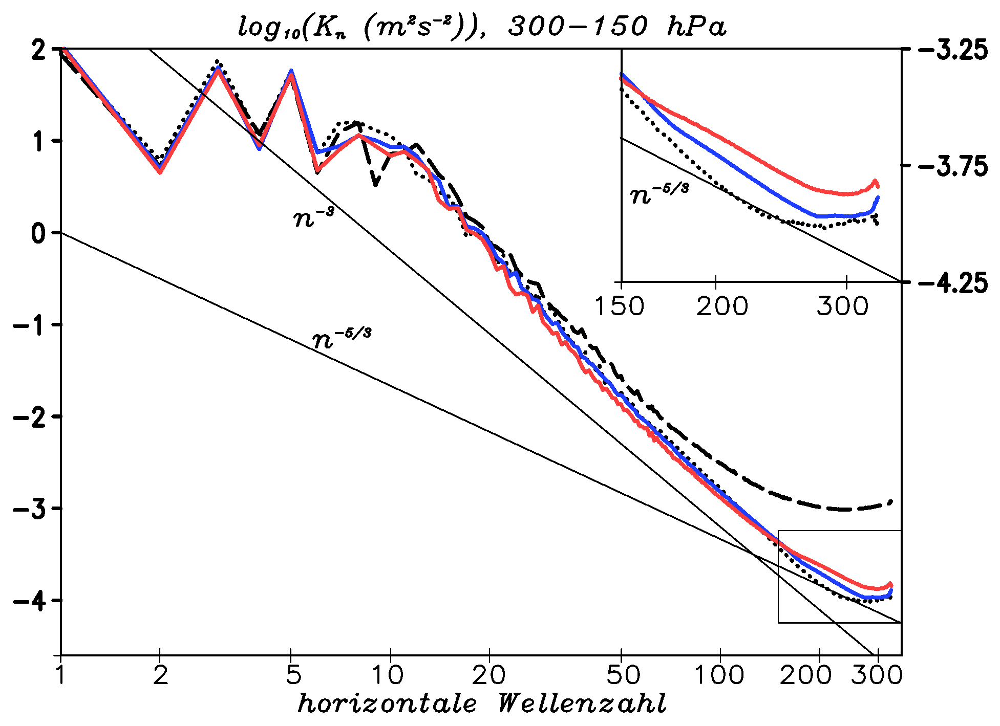 log₁₀(Kₙ (m²s⁻²)), 300−150 hPa
2
1
0
−1
−2
−3
−4
n⁻³
n⁻⁵/³
−3.25
−3.75
−4.25
n⁻⁵/³
150 200 300
1 2 5 10 20 50 100 200 300
horizontale Wellenzahl